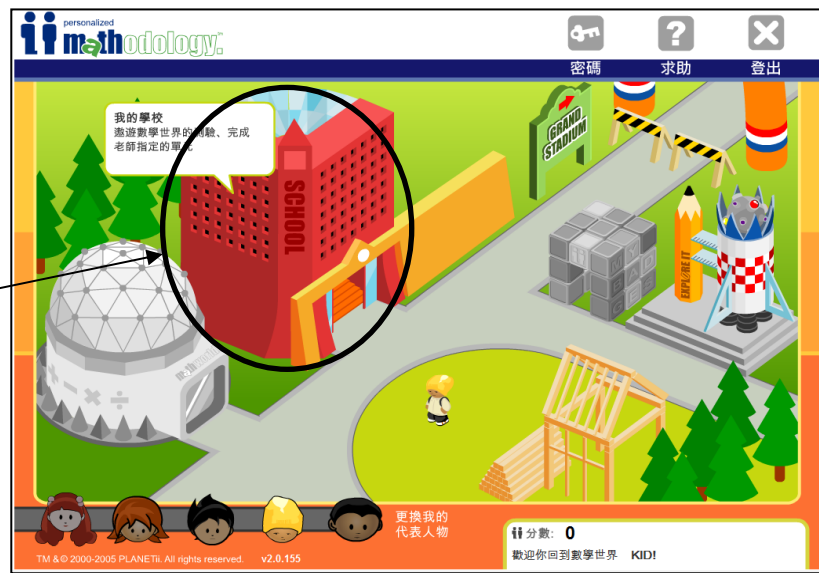 personalized
mathodology.™
密碼
求助
登出
我的學校
遨遊數學世界的測驗、完成
老師指定的單元
SCHOOL
GRAND
STADIUM
EXPLORE IT
mathodology
更換我的
代表人物
分數: 0
歡迎你回到數學世界 KID!
TM & © 2000-2005 PLANETii. All rights reserved. v2.0.155